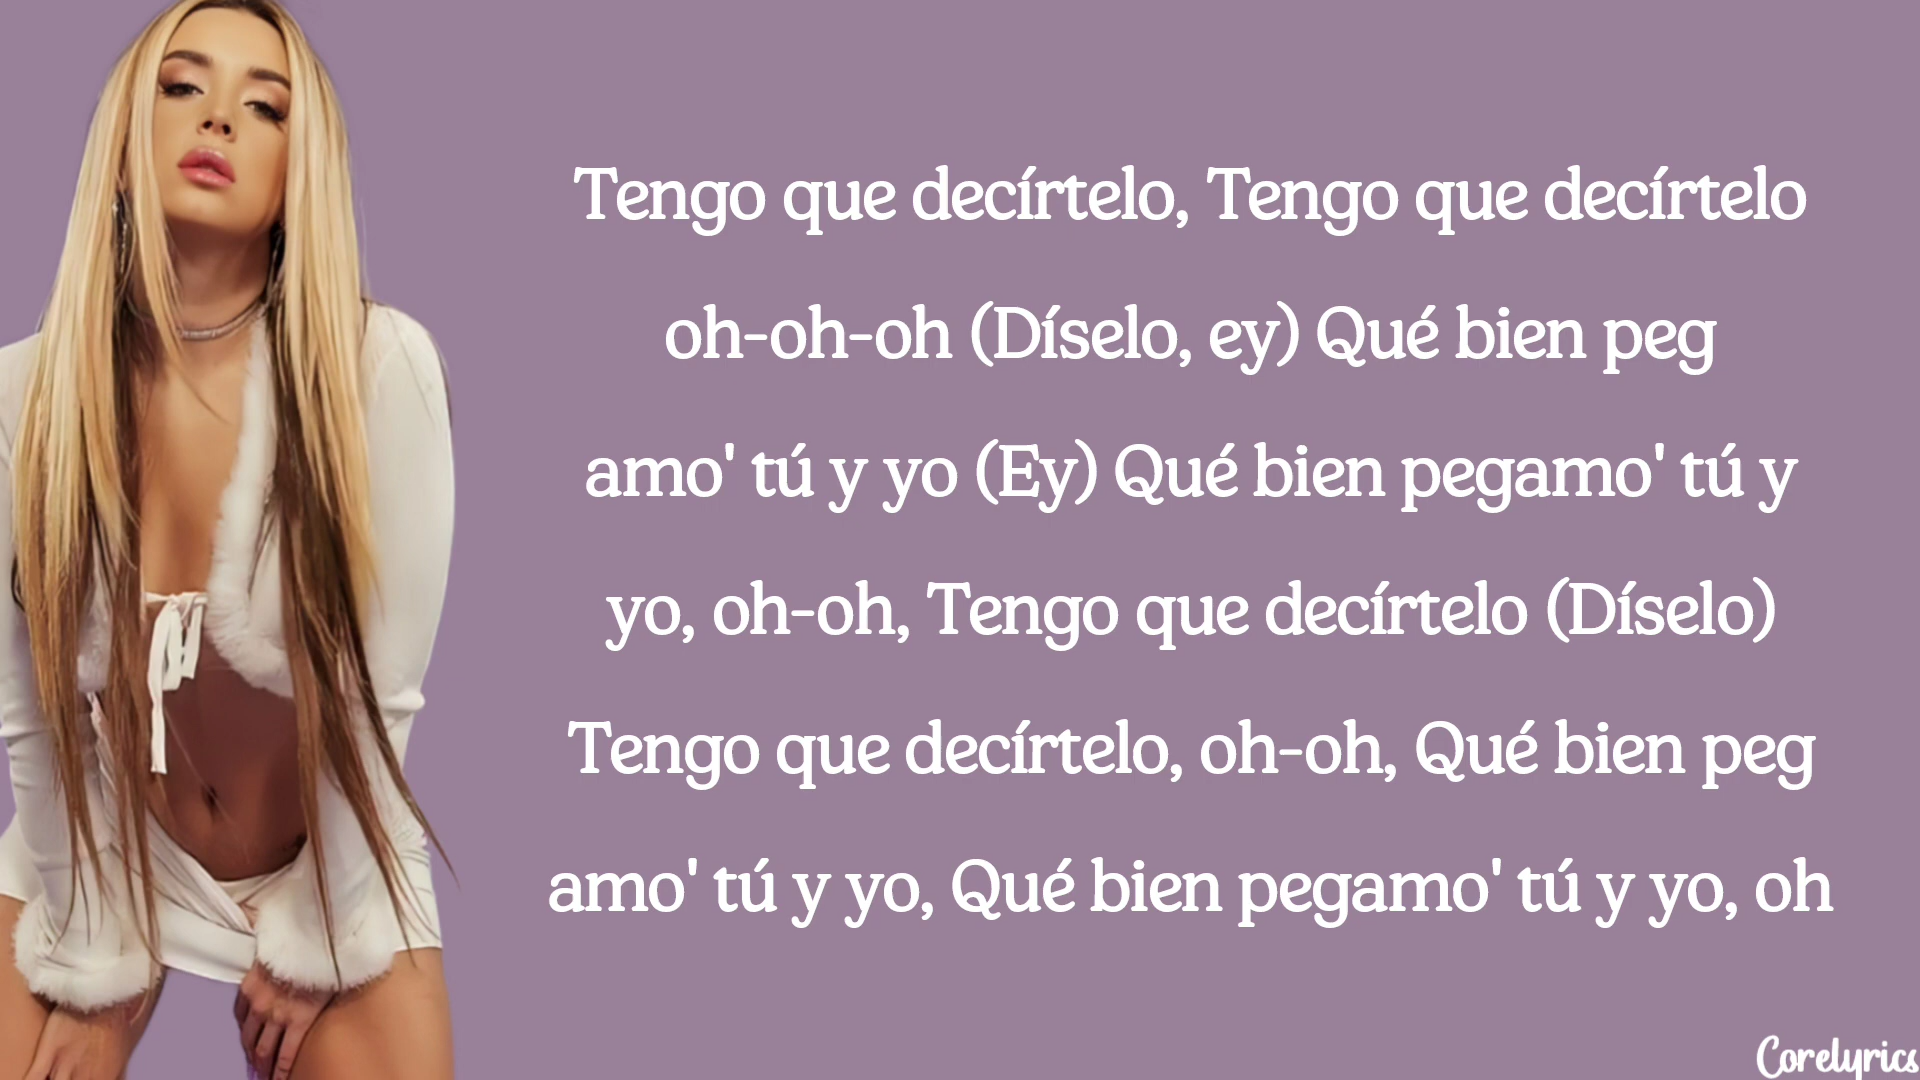 Tengo que decírtelo, Tengo que decírtelo
oh-oh-oh (Díselo, ey) Qué bien peg
amo' tú y yo (Ey) Qué bien pegamo' tú y
yo, oh-oh, Tengo que decírtelo (Díselo)
Tengo que decírtelo, oh-oh, Qué bien peg
amo' tú y yo, Qué bien pegamo' tú y yo, oh
Corelyrics